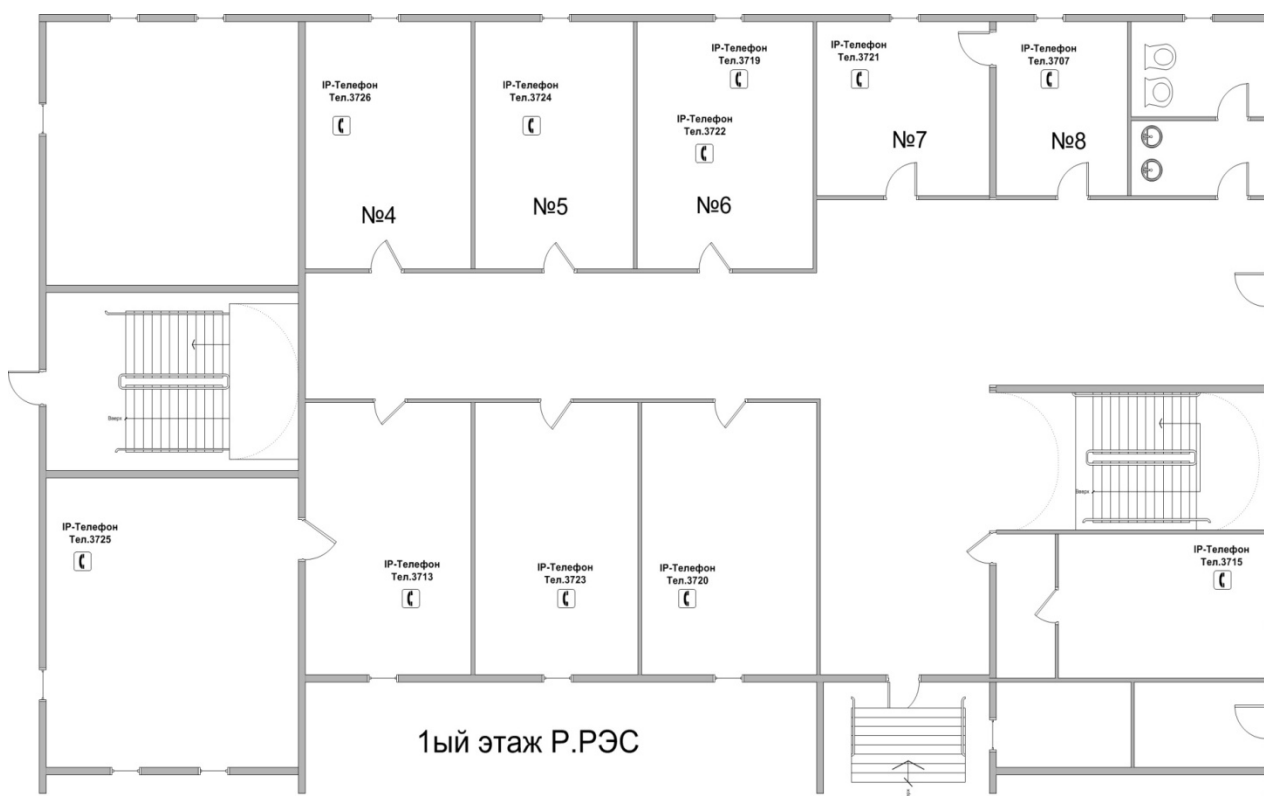 IP-Телефон
Тел.3726
№4
IP-Телефон
Тел.3724
№5
IP-Телефон
Тел.3719
IP-Телефон
Тел.3722
№6
IP-Телефон
Тел.3721
№7
IP-Телефон
Тел.3707
№8
Вверх
Вверх
IP-Телефон
Тел.3725
IP-Телефон
Тел.3713
IP-Телефон
Тел.3723
IP-Телефон
Тел.3720
IP-Телефон
Тел.3715
1ый этаж Р.РЭС